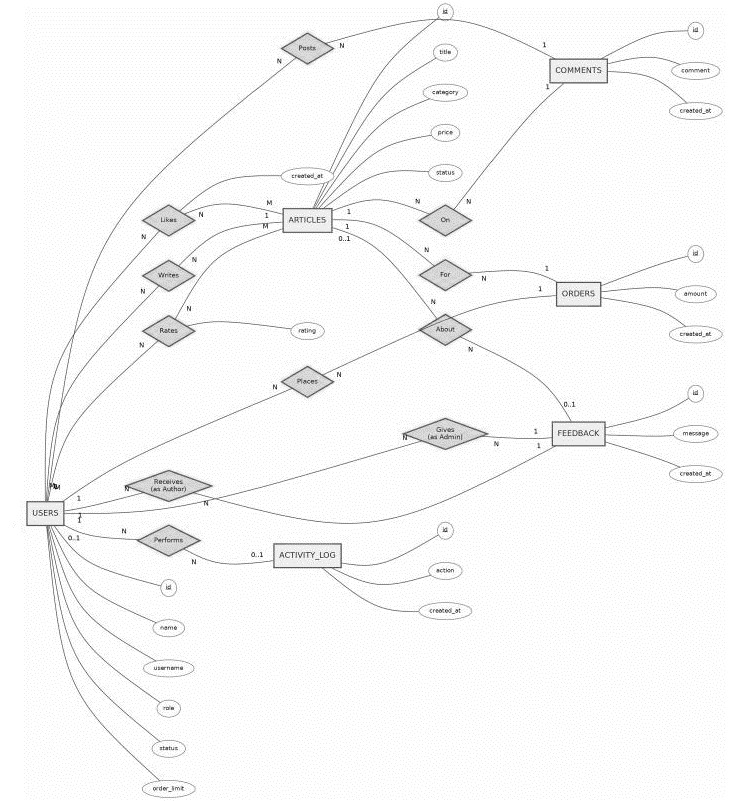 id
Posts
N
N
1
id
title
COMMENTS
comment
1
category
created_at
price
status
created_at
Likes
N
N
M
ARTICLES
1
N
On
N
1
M
1
0..1
Writes
N
N
N
For
N
1
id
1
ORDERS
amount
created_at
Rates
N
N
rating
N
About
N
Places
N
N
0..1
id
Gives
(as Admin)
N
N
1
1
FEEDBACK
message
created_at
Receives
(as Author)
N
N
M
1
USERS
1
1
0..1
N
Performs
N
0..1
ACTIVITY_LOG
id
action
created_at
id
name
username
role
status
order_limit